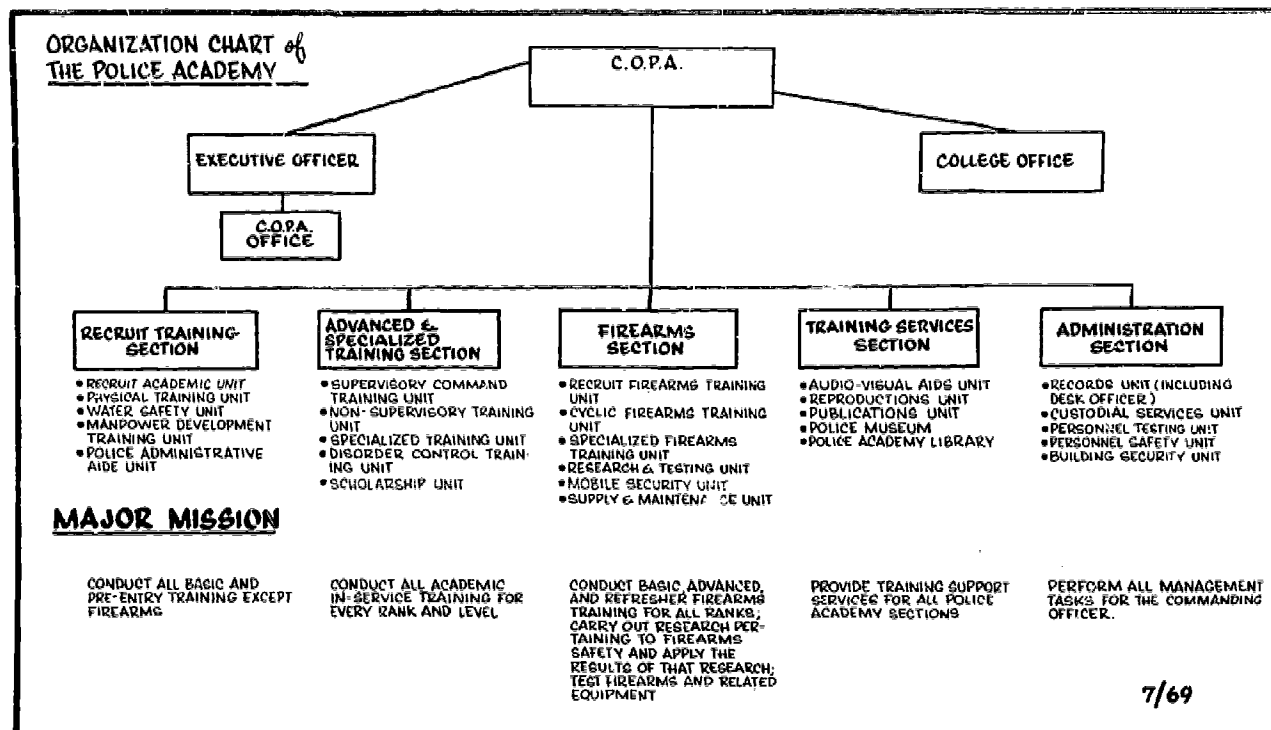 ORGANIZATION CHART of
THE POLICE ACADEMY
C.O.P.A.
EXECUTIVE OFFICER
COLLEGE OFFICE
C.O.P.A.
OFFICE
RECRUIT TRAINING
SECTION
• RECRUIT ACADEMIC UNIT
• PHYSICAL TRAINING UNIT
• WATER SAFETY UNIT
• MANPOWER DEVELOPMENT
TRAINING UNIT
• POLICE ADMINISTRATIVE
AIDE UNIT
ADVANCED &
SPECIALIZED
TRAINING SECTION
• SUPERVISORY COMMAND
TRAINING UNIT
• NON-SUPERVISORY TRAINING
UNIT
• SPECIALIZED TRAINING UNIT
• DISORDER CONTROL TRAIN-
ING UNIT
• SCHOLARSHIP UNIT
FIREARMS
SECTION
• RECRUIT FIREARMS TRAINING
UNIT
• CYCLIC FIREARMS TRAINING
UNIT
• SPECIALIZED FIREARMS
TRAINING UNIT
• RESEARCH & TESTING UNIT
• MOBILE SECURITY UNIT
• SUPPLY & MAINTENA CE UNIT
TRAINING SERVICES
SECTION
• AUDIO-VISUAL AIDS UNIT
• REPRODUCTIONS UNIT
• PUBLICATIONS UNIT
• POLICE MUSEUM
• POLICE ACADEMY LIBRARY
ADMINISTRATION
SECTION
• RECORDS UNIT (INCLUDING
DESK OFFICER)
• CUSTODIAL SERVICES UNIT
• PERSONNEL TESTING UNIT
• PERSONNEL SAFETY UNIT
• BUILDING SECURITY UNIT
MAJOR MISSION
CONDUCT ALL BASIC AND
PRE-ENTRY TRAINING EXCEPT
FIREARMS
CONDUCT ALL ACADEMIC
IN-SERVICE TRAINING FOR
EVERY RANK AND LEVEL
CONDUCT BASIC, ADVANCED,
AND REFRESHER FIREARMS
TRAINING FOR ALL RANKS;
CARRY OUT RESEARCH PER-
TAINING TO FIREARMS
SAFETY AND APPLY THE
RESULTS OF THAT RESEARCH;
TEST FIREARMS AND RELATED
EQUIPMENT
PROVIDE TRAINING SUPPORT
SERVICES FOR ALL POLICE
ACADEMY SECTIONS
PERFORM ALL MANAGEMENT
TASKS FOR THE COMMANDING
OFFICER.
7/69